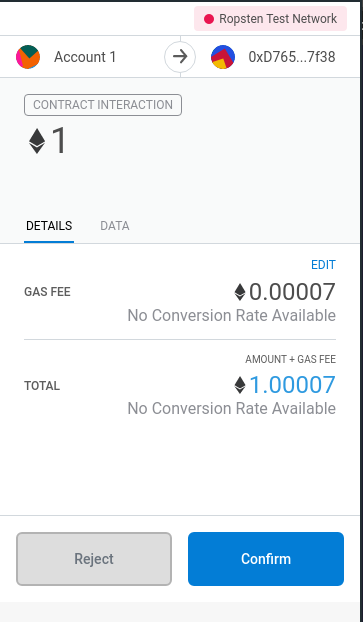 Ropsten Test Network
Account 1
0xD765...7f38
CONTRACT INTERACTION
1
DETAILS
DATA
EDIT
GAS FEE
0.00007
No Conversion Rate Available
AMOUNT + GAS FEE
TOTAL
1.00007
No Conversion Rate Available
Reject
Confirm